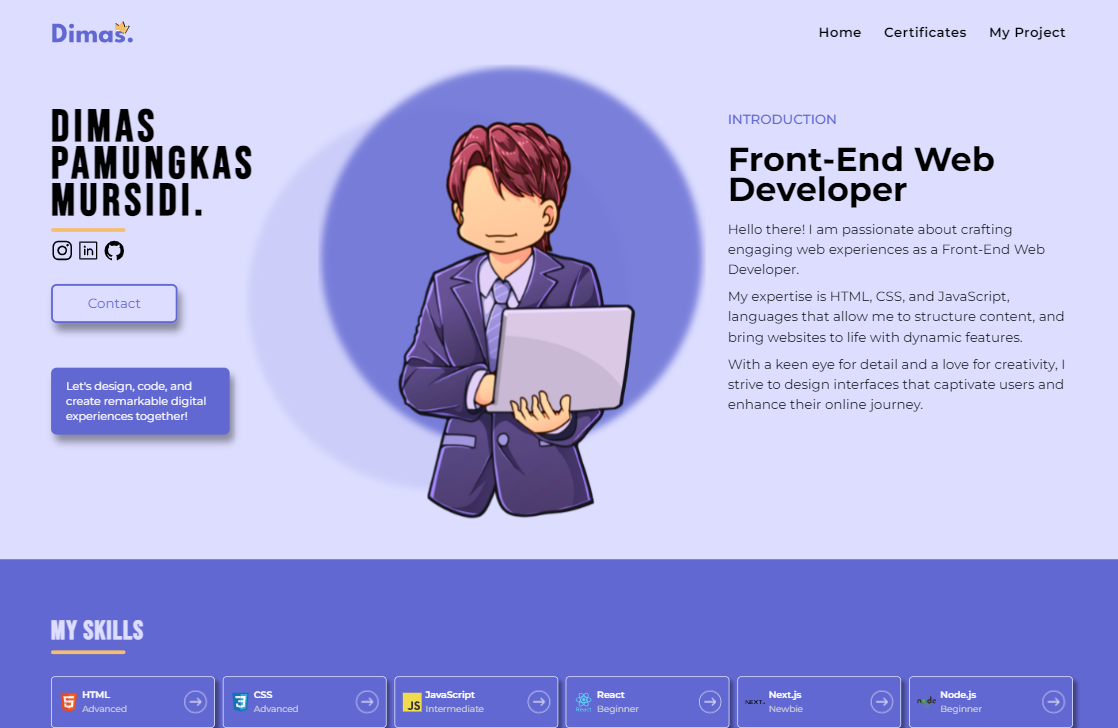 Dimas.
Home Certificates My Project
DIMAS
PAMUNGKAS
MURSIDI.
in
Contact
Let's design, code, and
create remarkable digital
experiences together!
INTRODUCTION
Front-End Web
Developer
Hello there! I am passionate about crafting
engaging web experiences as a Front-End Web
Developer.
My expertise is HTML, CSS, and JavaScript,
languages that allow me to structure content, and
bring websites to life with dynamic features.
With a keen eye for detail and a love for creativity, I
strive to design interfaces that captivate users and
enhance their online journey.
MY SKILLS
5 HTML
Advanced
3 CSS
Advanced
JS JavaScript
Intermediate
React React
Beginner
NEXT. Next.js
Newbie
node Node.js
Beginner